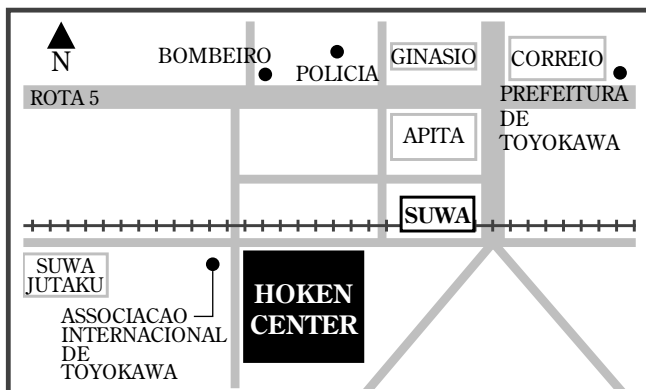 N
BOMBEIRO
POLICIA
GINASIO
CORREIO
ROTA 5
PREFEITURA
DE
TOYOKAWA
APITA
SUWA
SUWA
JUTAKU
HOKEN
CENTER
ASSOCIACAO
INTERNACIONAL
DE
TOYOKAWA